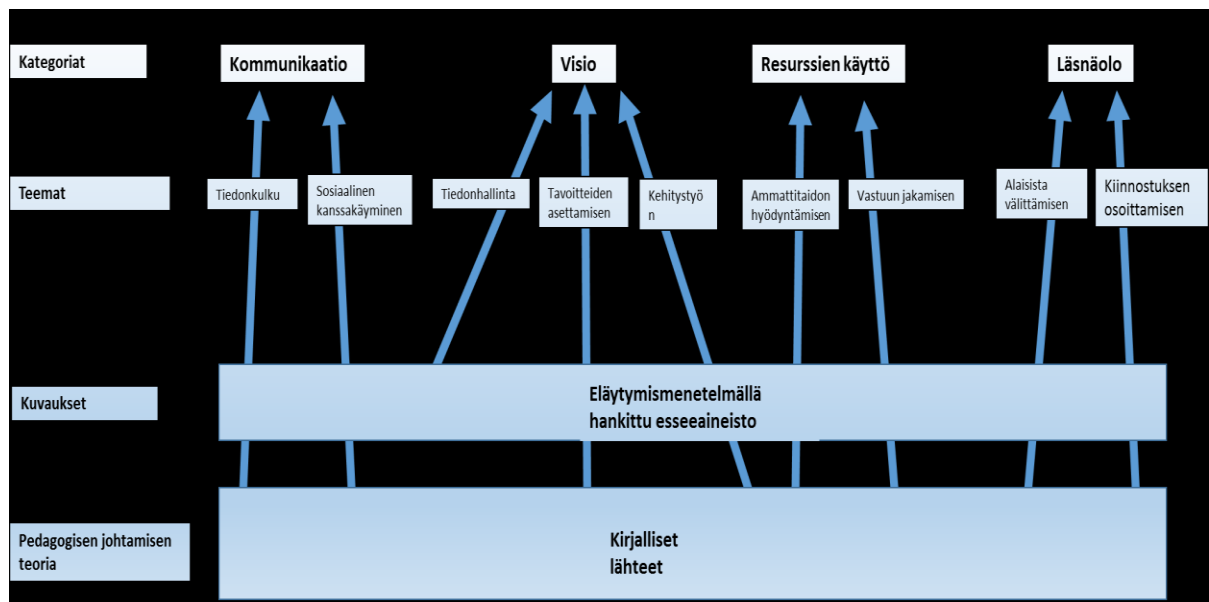 Kategoriat
Kommunikaatio
Visio
Resurssien käyttö
Läsnäolo
Teemat
Tiedonkulku
Sosiaalinen
kanssakäyminen
Tiedonhallinta
Tavoitteiden
asettamisen
Kehitystyö
n
Ammattitaidon
hyödyntämisen
Vastuun jakamisen
Alaisista
välittämisen
Kiinnostuksen
osoittamisen
Kuvaukset
Eläytymismenetelmällä
hankittu esseeaineisto
Pedagogisen johtamisen
teoria
Kirjalliset
lähteet